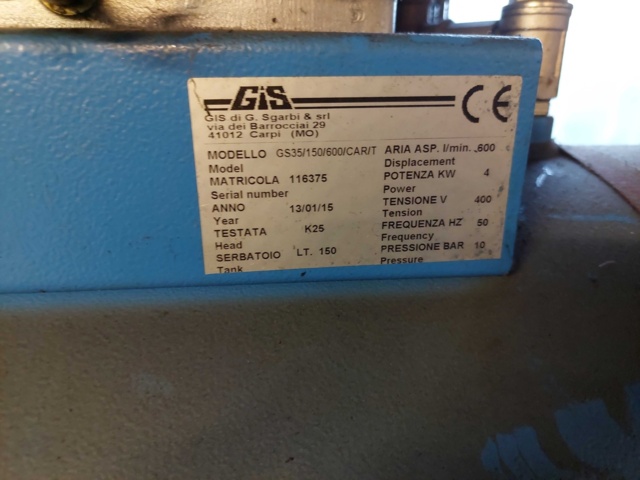 GiS
CE
GIS di G. Sgarbi & srl
via dei Barrocciai 29
41012 Carpi (MO)
MODELLO GS35/150/600/CAR/T ARIA ASP. l/min. 600
Model Displacement
MATRICOLA 116375 POTENZA KW 4
Serial number Power
ANNO 13/01/15 TENSIONE V 400
Year Tension
TESTATA K25 FREQUENZA HZ 50
Head Frequency
SERBATOIO LT. 150 PRESSIONE BAR 10
Tank Pressure